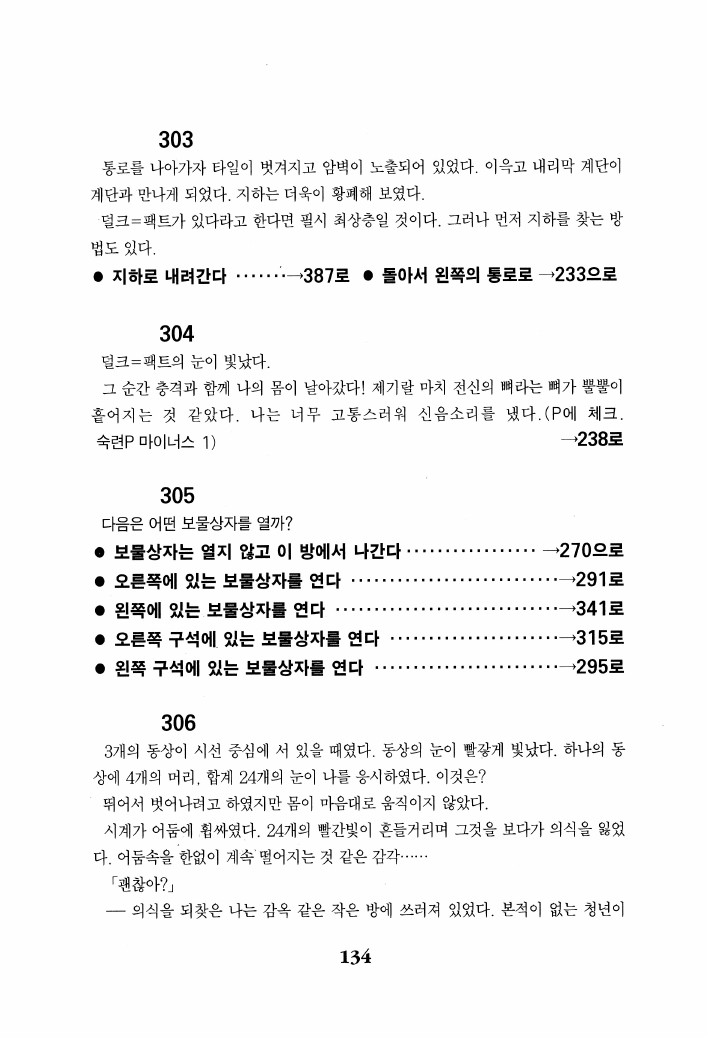 303
통로를 나아가자 타일이 벗겨지고 암벽이 노출되어 있었다. 이윽고 내리막 계단이
계단과 만나게 되었다. 지하는 더욱이 황폐해 보였다.
덜크=팩트가 있다라고 한다면 필시 최상층일 것이다. 그러나 먼저 지하를 찾는 방
법도 있다.
● 지하로 내려간다 ·······→387로 ● 돌아서 왼쪽의 통로로 →233으로
304
덜크=팩트의 눈이 빛났다.
그 순간 충격과 함께 나의 몸이 날아갔다! 제기랄 마치 전신의 뼈라는 뼈가 뿔뿔이
흩어지는 것 같았다. 나는 너무 고통스러워 신음소리를 냈다.(P에 체크.
숙련P 마이너스 1) →238로
305
다음은 어떤 보물상자를 열까?
● 보물상자는 열지 않고 이 방에서 나간다 ················· →270으로
● 오른쪽에 있는 보물상자를 연다 ···························→291로
● 왼쪽에 있는 보물상자를 연다 ·····························→341로
● 오른쪽 구석에 있는 보물상자를 연다 ······················→315로
● 왼쪽 구석에 있는 보물상자를 연다 ························→295로
306
3개의 동상이 시선 중심에 서 있을 때였다. 동상의 눈이 빨갛게 빛났다. 하나의 동
상에 4개의 머리, 합계 24개의 눈이 나를 응시하였다. 이것은?
뛰어서 벗어나려고 하였지만 몸이 마음대로 움직이지 않았다.
시계가 어둠에 휩싸였다. 24개의 빨간빛이 흔들거리며 그것을 보다가 의식을 잃었
다. 어둠속을 한없이 계속 떨어지는 것 같은 감각······
「괜찮아?」
── 의식을 되찾은 나는 감옥 같은 작은 방에 쓰러져 있었다. 본적이 없는 청년이
134